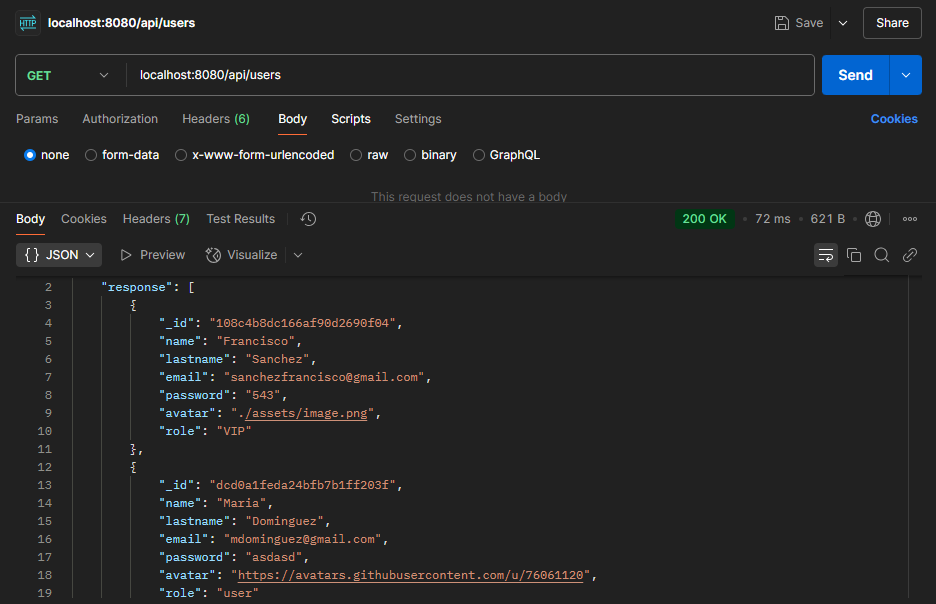 HTTP localhost:8080/api/users Save Share
GET localhost:8080/api/users Send
Params Authorization Headers (6) Body Scripts Settings Cookies
none form-data x-www-form-urlencoded raw binary GraphQL
This request does not have a body
Body Cookies Headers (7) Test Results 200 OK • 72 ms • 621 B •
{} JSON Preview Visualize
2 "response": [
3 {
4 "_id": "108c4b8dc166af90d2690f04",
5 "name": "Francisco",
6 "lastname": "Sanchez",
7 "email": "sanchezfrancisco@gmail.com",
8 "password": "543",
9 "avatar": "./assets/image.png",
10 "role": "VIP"
11 },
12 {
13 "_id": "dcd0a1feda24bfb7b1ff203f",
14 "name": "Maria",
15 "lastname": "Dominguez",
16 "email": "mdominguez@gmail.com",
17 "password": "asdasd",
18 "avatar": "https://avatars.githubusercontent.com/u/76061120",
19 "role": "user"